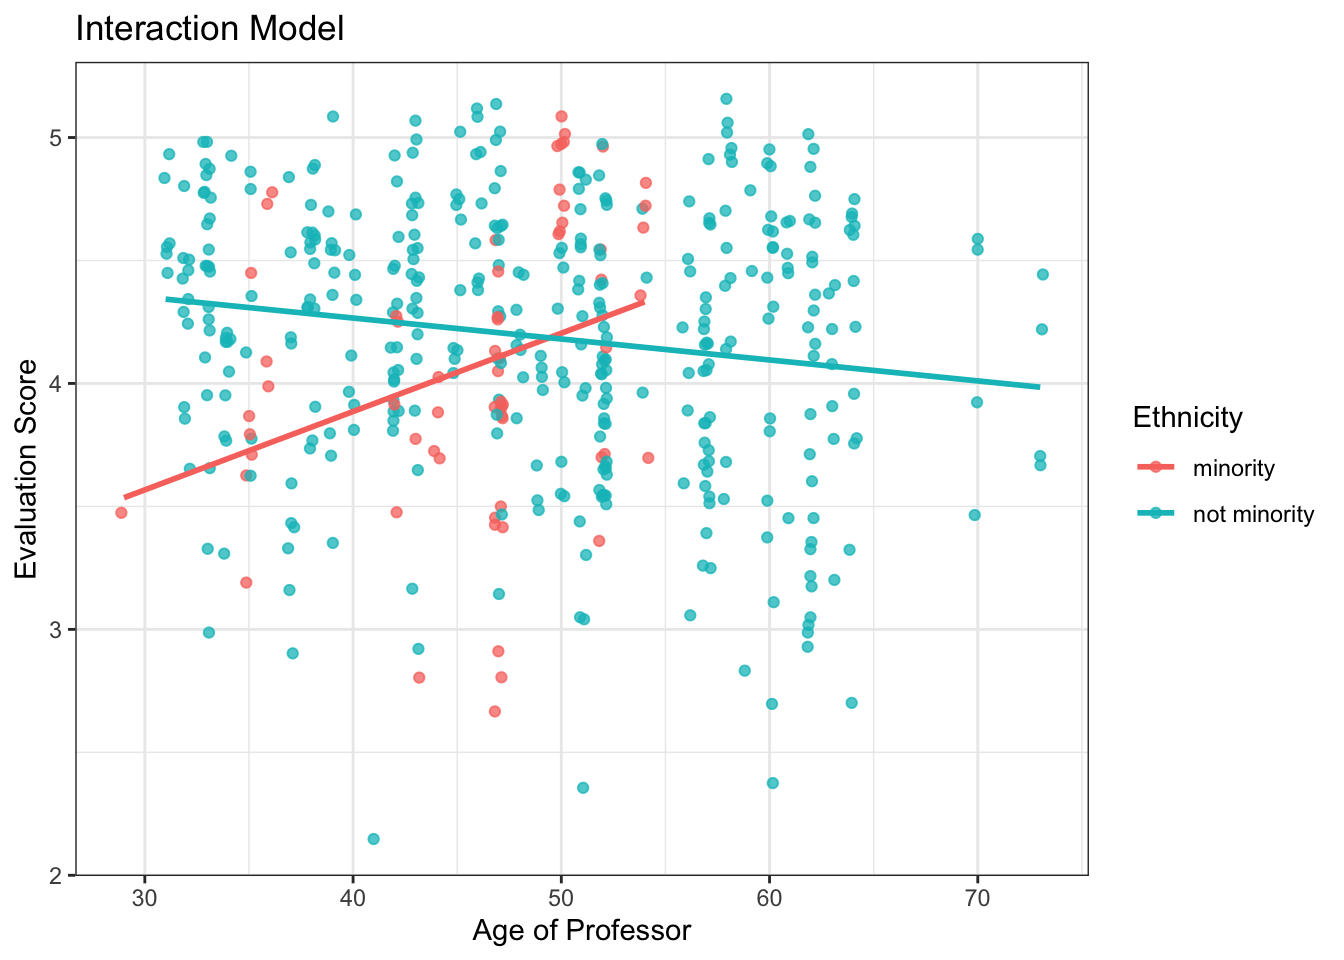 Interaction Model
5
4
3
2
Evaluation Score
30 40 50 60 70
Age of Professor
Ethnicity
minority
not minority